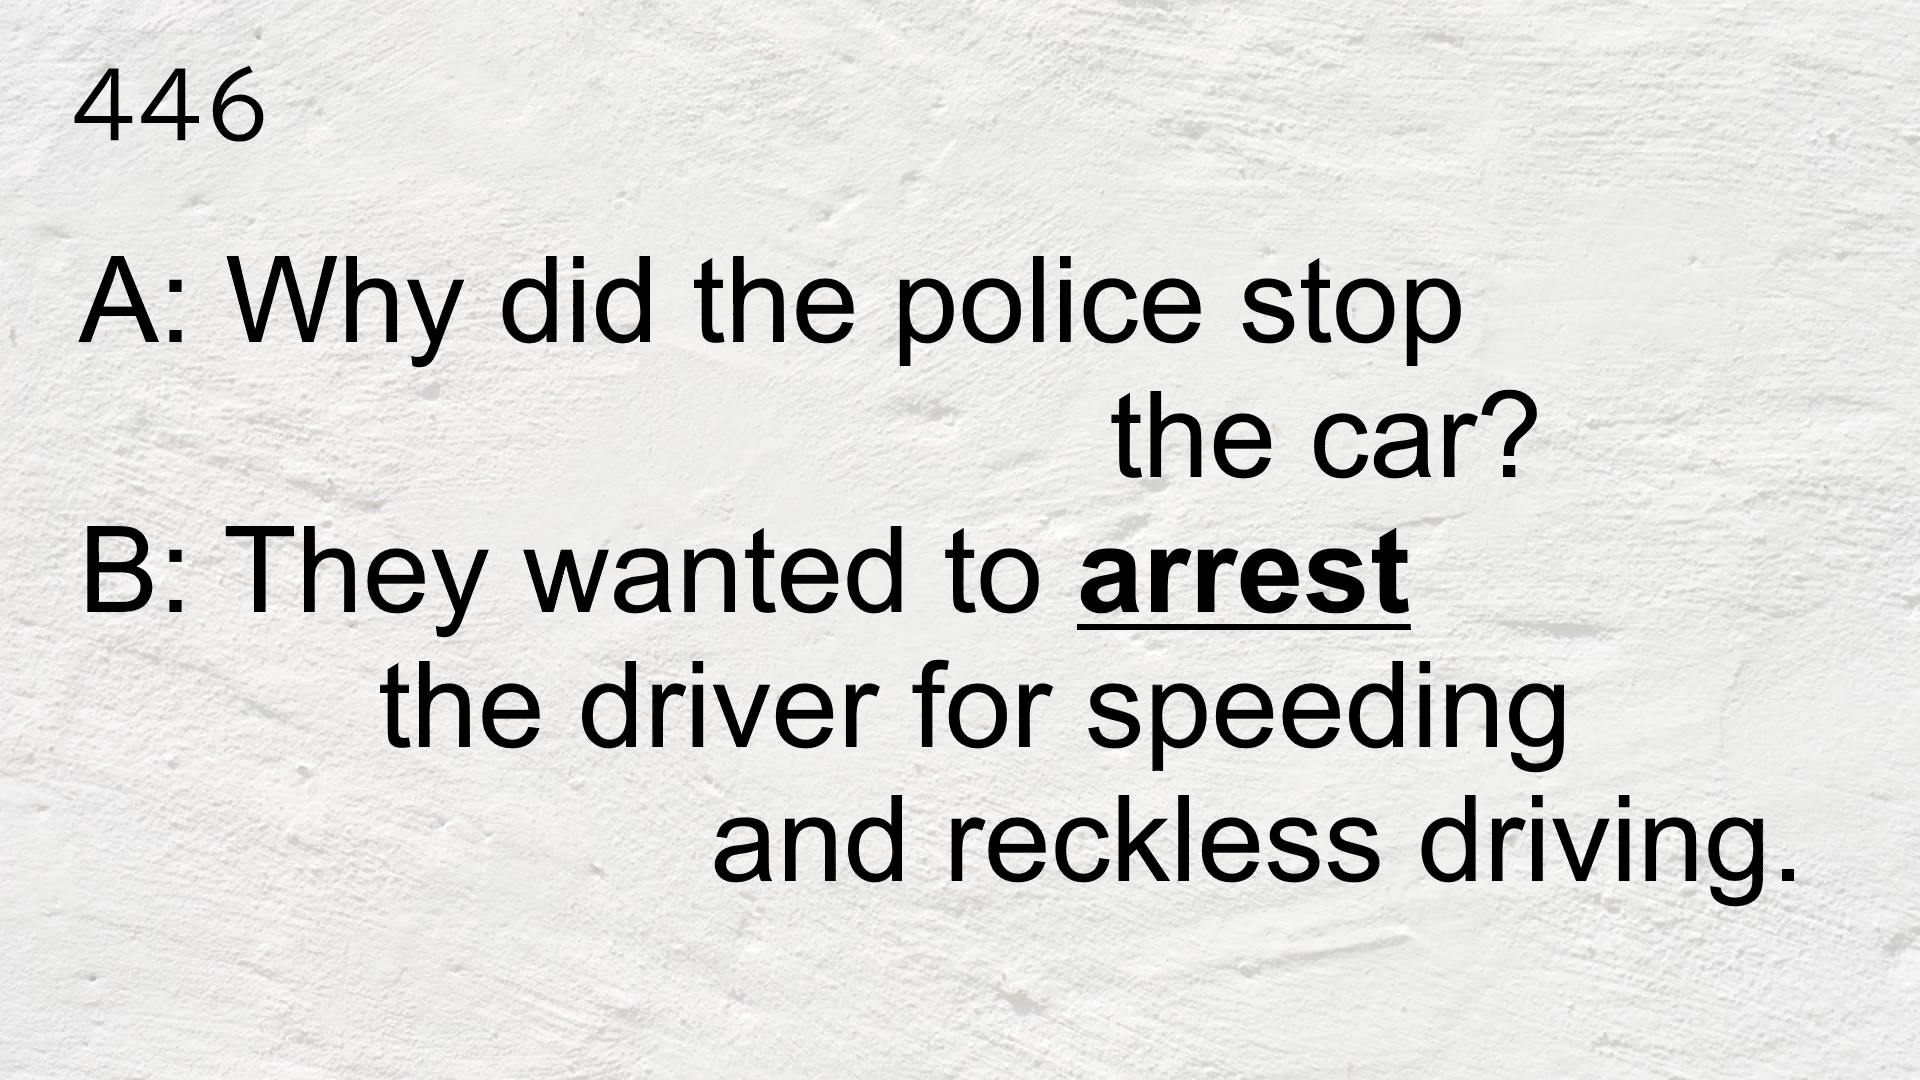 446
A: Why did the police stop
the car?
B: They wanted to arrest
the driver for speeding
and reckless driving.